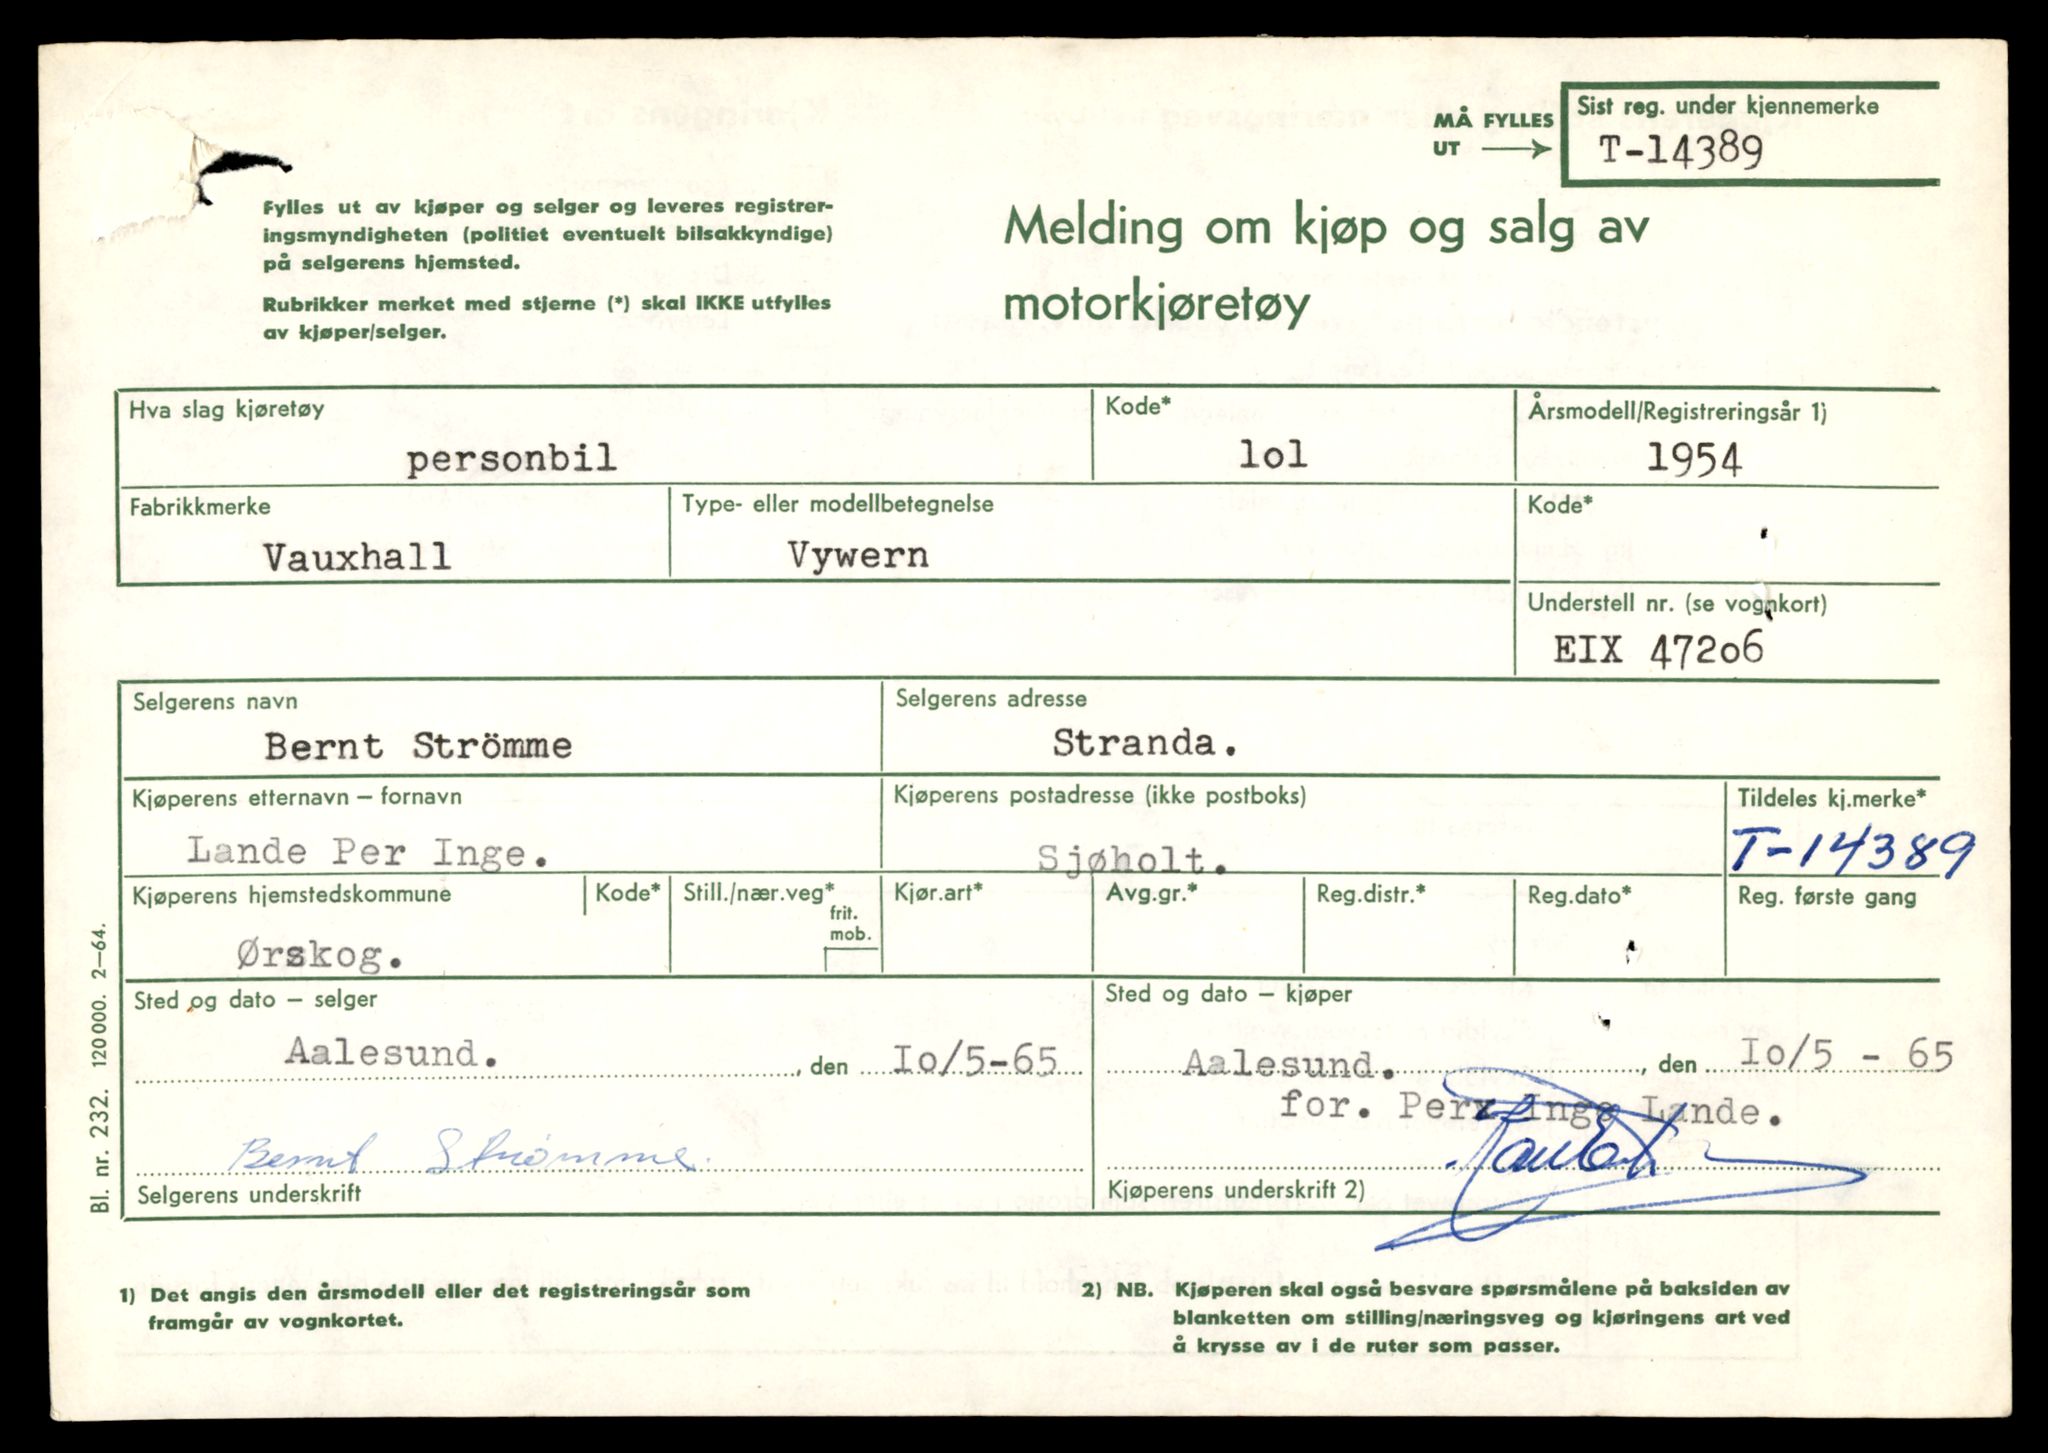 MÅ FYLLES
UT
Sist reg. under kjennemerke
T-14389
Fylles ut av kjøper og selger og leveres registrer-
ingsmyndigheten (politiet eventuelt bilsakkyndige)
på selgerens hjemsted.
Rubrikker merket med stjerne (*) skal IKKE utfylles
av kjøper/selger.
Melding om kjøp og salg av
motorkjøretøy
Hva slag kjøretøy
personbil
Kode*
lol
Årsmodell/Registreringsår 1)
1954
Fabrikkmerke
Vauxhall
Type- eller modellbetegnelse
Vywern
Kode*
Understell nr. (se vognkort)
EIX 47206
Selgerens navn
Bernt Strömme
Selgerens adresse
Stranda.
Kjøperens etternavn – fornavn
Lande Per Inge.
Kjøperens postadresse (ikke postboks)
Sjøholt.
Tildeles kj.merke*
T-14389
Kjøperens hjemstedskommune
Ørskog.
Kode*
Still./nær.veg*
frit.
mob.
Kjør.art*
Avg.gr.*
Reg.distr.*
Reg.dato*
Reg. første gang
Sted og dato – selger
Aalesund. , den Io/5-65
Bernt Strømme.
Selgerens underskrift
Sted og dato – kjøper
Aalesund. , den Io/5 - 65
for. Perx Inge Lande.
Kjøperens underskrift 2)
Bl. nr. 232. 120000. 2–64.
1) Det angis den årsmodell eller det registreringsår som
framgår av vognkortet.
2) NB. Kjøperen skal også besvare spørsmålene på baksiden av
blanketten om stilling/næringsveg og kjøringens art ved
å krysse av i de ruter som passer.